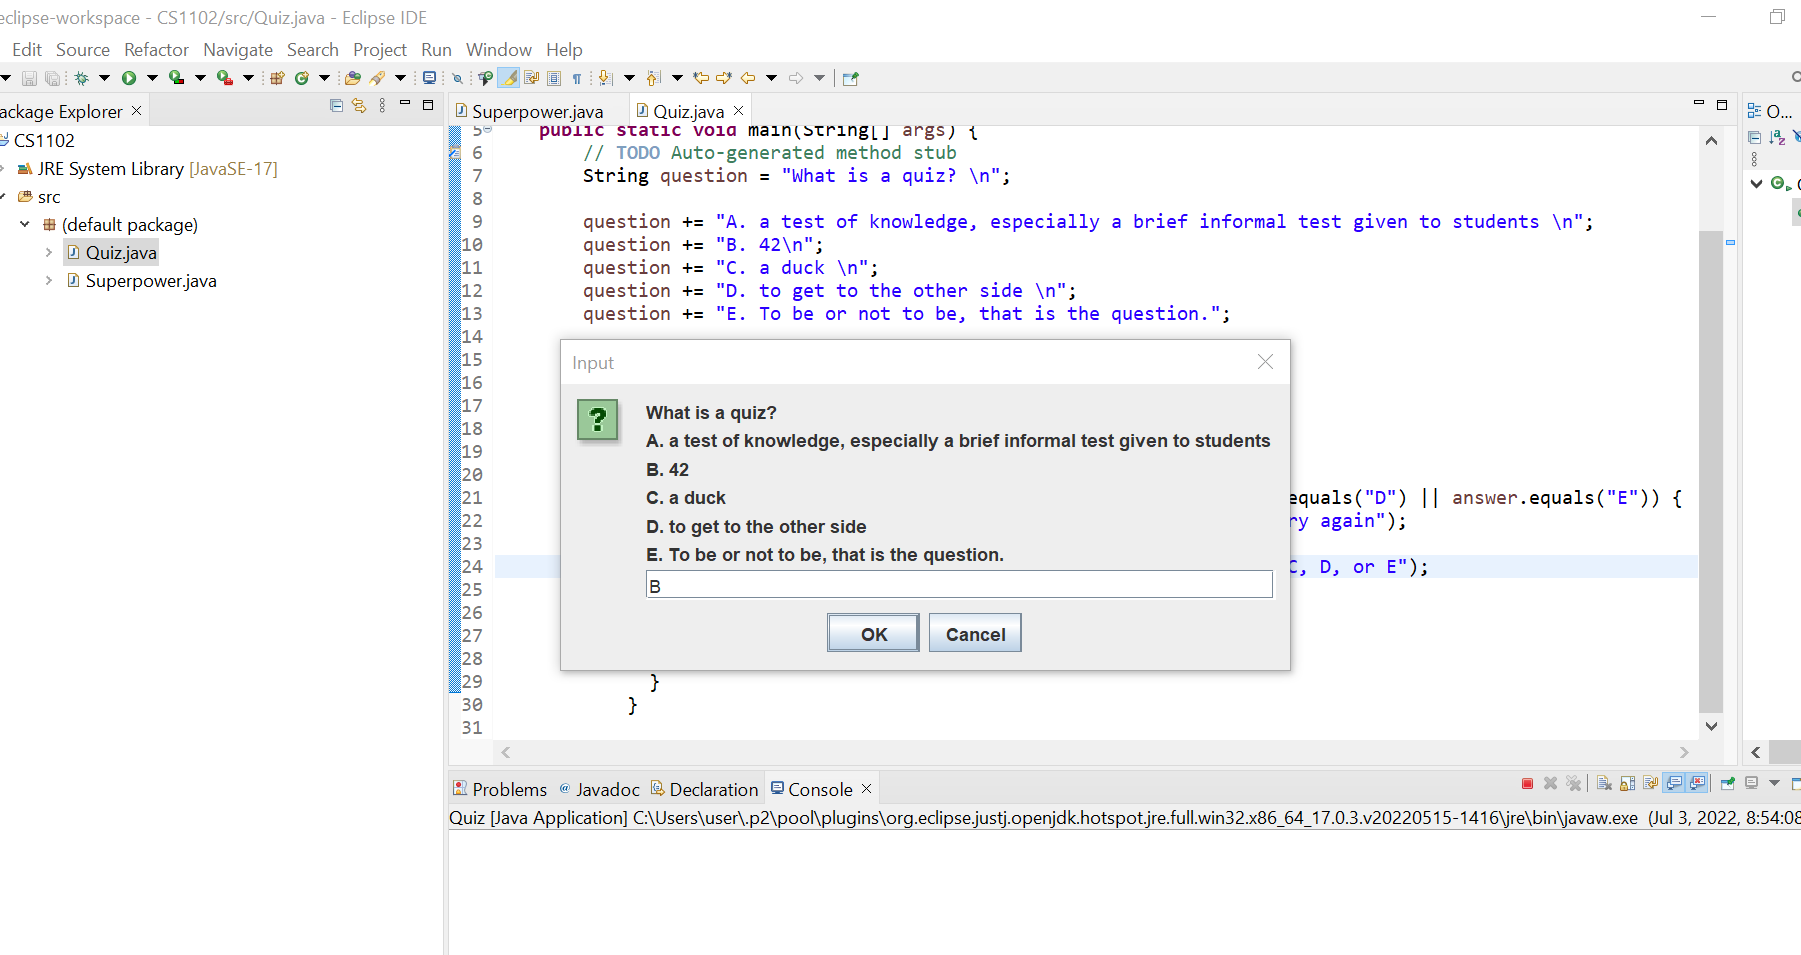 eclipse-workspace - CS1102/src/Quiz.java - Eclipse IDE
Edit Source Refactor Navigate Search Project Run Window Help
ackage Explorer
CS1102
JRE System Library [JavaSE-17]
src
(default package)
Quiz.java
Superpower.java
Superpower.java
Quiz.java
5 public static void main(String[] args) {
6 // TODO Auto-generated method stub
7 String question = "What is a quiz? \n";
8
9 question += "A. a test of knowledge, especially a brief informal test given to students \n";
10 question += "B. 42\n";
11 question += "C. a duck \n";
12 question += "D. to get to the other side \n";
13 question += "E. To be or not to be, that is the question.";
14
15
16
17
18
19
20
21 equals("D") || answer.equals("E")) {
22 ry again");
23
24 C, D, or E");
25
26
27
28
29 }
30 }
31
Input
What is a quiz?
A. a test of knowledge, especially a brief informal test given to students
B. 42
C. a duck
D. to get to the other side
E. To be or not to be, that is the question.
B
OK
Cancel
O...
Problems
@ Javadoc
Declaration
Console
Quiz [Java Application] C:\Users\user\.p2\pool\plugins\org.eclipse.justj.openjdk.hotspot.jre.full.win32.x86_64_17.0.3.v20220515-1416\jre\bin\javaw.exe (Jul 3, 2022, 8:54:08